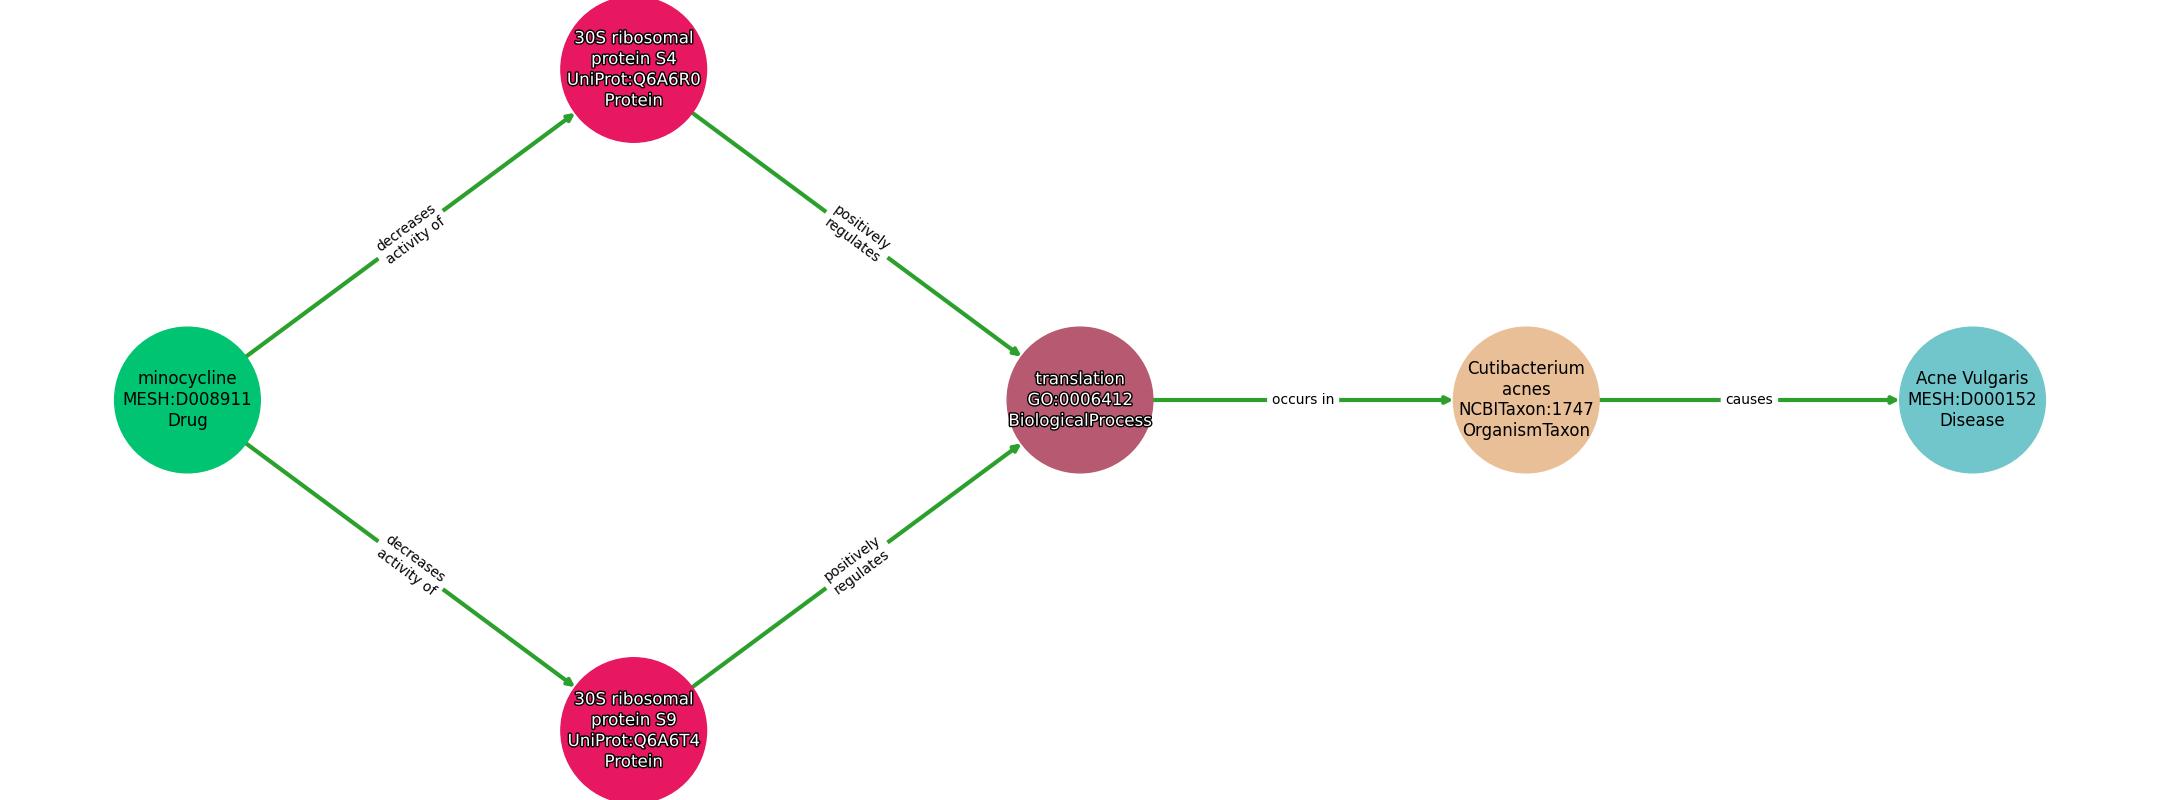 30S ribosomal
protein S4
UniProt:Q6A6R0
Protein
decreases
activity of
positively
regulates
minocycline
MESH:D008911
Drug
translation
GO:0006412
BiologicalProcess
occurs in
Cutibacterium
acnes
NCBITaxon:1747
OrganismTaxon
causes
Acne Vulgaris
MESH:D000152
Disease
decreases
activity of
positively
regulates
30S ribosomal
protein S9
UniProt:Q6A6T4
Protein